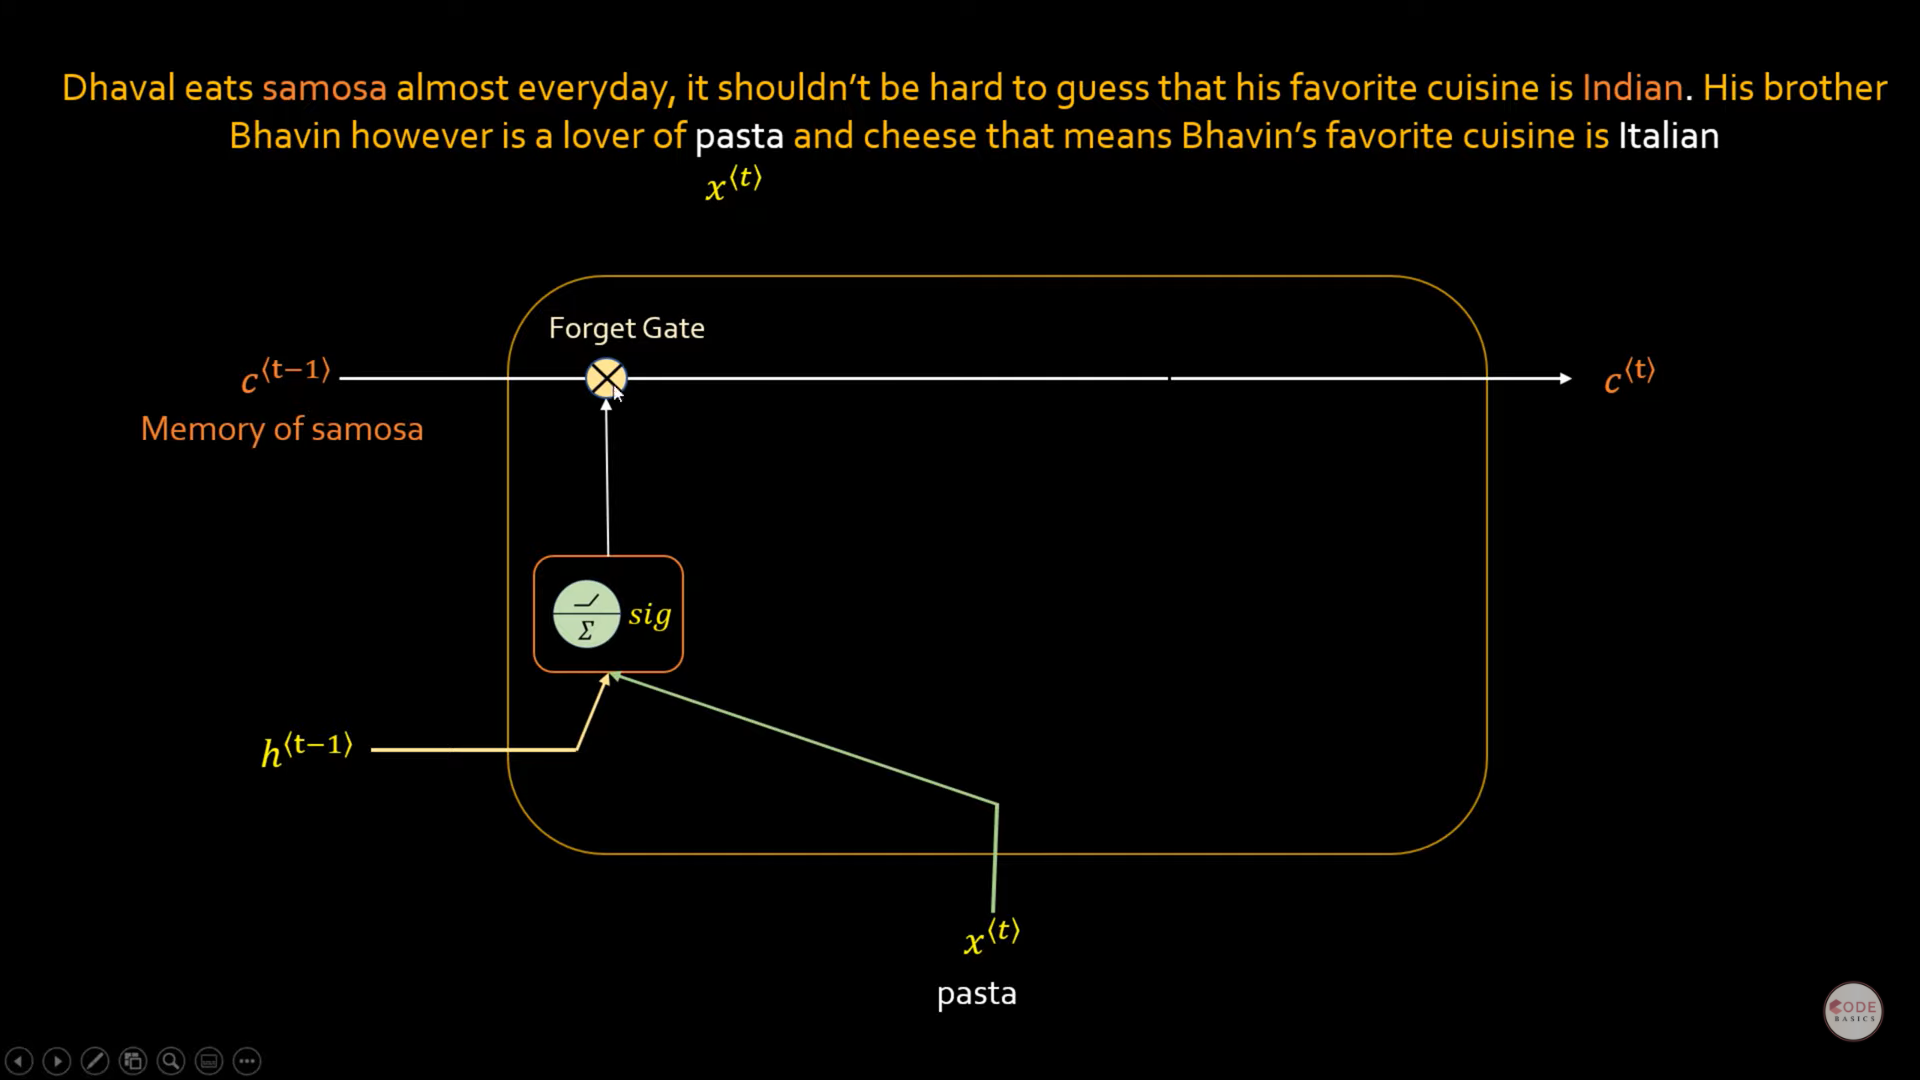 Dhaval eats samosa almost everyday, it shouldn't be hard to guess that his favorite cuisine is Indian. His brother
Bhavin however is a lover of pasta and cheese that means Bhavin's favorite cuisine is Italian
x⟨t⟩
Forget Gate
c⟨t−1⟩
c⟨t⟩
Memory of samosa
Σ sig
h⟨t−1⟩
x⟨t⟩
pasta
CODE
BASICS